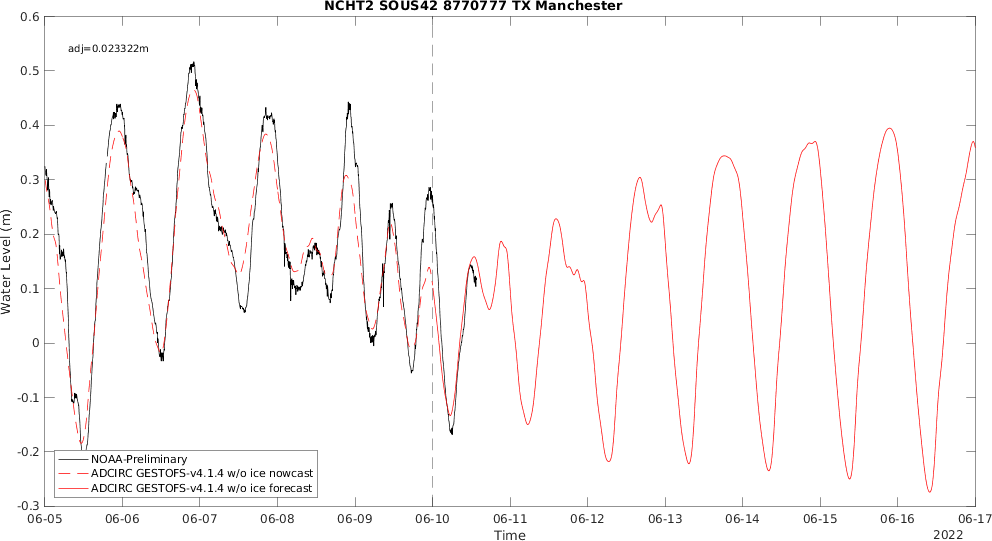 NCHT2 SOUS42 8770777 TX Manchester
adj=0.023322m
0.6
0.5
0.4
0.3
0.2
0.1
0
-0.1
-0.2
-0.3
Water Level (m)
NOAA-Preliminary
ADCIRC GESTOFS-v4.1.4 w/o ice nowcast
ADCIRC GESTOFS-v4.1.4 w/o ice forecast
06-05 06-06 06-07 06-08 06-09 06-10 06-11 06-12 06-13 06-14 06-15 06-16 06-17
Time
2022